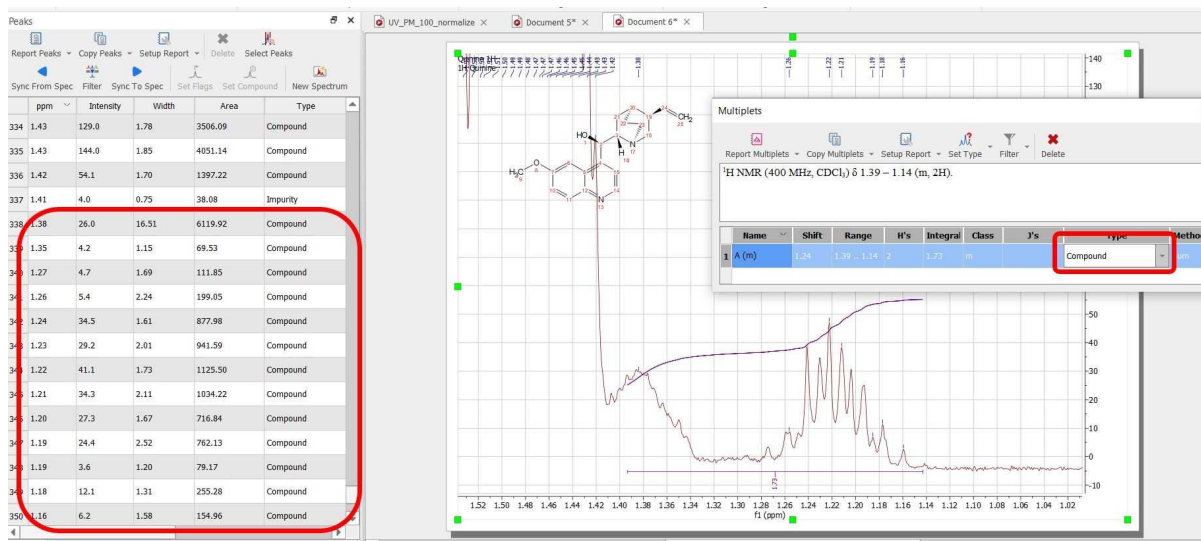 Peaks
Report Peaks Copy Peaks Setup Report Delete Select Peaks
Sync From Spec Filter Sync To Spec Set Flags Set Compound New Spectrum
ppm Intensity Width Area Type
334 1.43 129.0 1.78 3506.09 Compound
335 1.43 144.0 1.85 4051.14 Compound
336 1.42 54.1 1.70 1397.22 Compound
337 1.41 4.0 0.75 38.08 Impurity
338 1.38 26.0 16.51 6119.92 Compound
339 1.35 4.2 1.15 69.53 Compound
340 1.27 4.7 1.69 111.85 Compound
341 1.26 5.4 2.24 199.05 Compound
342 1.24 34.5 1.61 877.98 Compound
343 1.23 29.2 2.01 941.59 Compound
344 1.22 41.1 1.73 1125.50 Compound
345 1.21 34.3 2.11 1034.22 Compound
346 1.20 27.3 1.67 716.84 Compound
347 1.19 24.4 2.52 762.13 Compound
348 1.19 3.6 1.20 79.17 Compound
349 1.18 12.1 1.31 255.28 Compound
350 1.16 6.2 1.58 154.96 Compound
UV_PM_100_normalize × Document 5* × Document 6* ×
1H Quinine
1.38 1.26 1.22 1.21 1.19 1.18 1.16
HO
H
N
CH₂
O
H₃C
N
140
130
50
40
30
20
10
0
-10
1.73
1.52 1.50 1.48 1.46 1.44 1.42 1.40 1.38 1.36 1.34 1.32 1.30 1.28 1.26 1.24 1.22 1.20 1.18 1.16 1.14 1.12 1.10 1.08 1.06 1.04 1.02
f1 (ppm)
Multiplets
Report Multiplets Copy Multiplets Setup Report Set Type Filter Delete
¹H NMR (400 MHz, CDCl₃) δ 1.39 – 1.14 (m, 2H).
Name Shift Range H's Integral Class J's Type Metho
1 A (m) 1.24 1.39 .. 1.14 2 1.73 m Compound